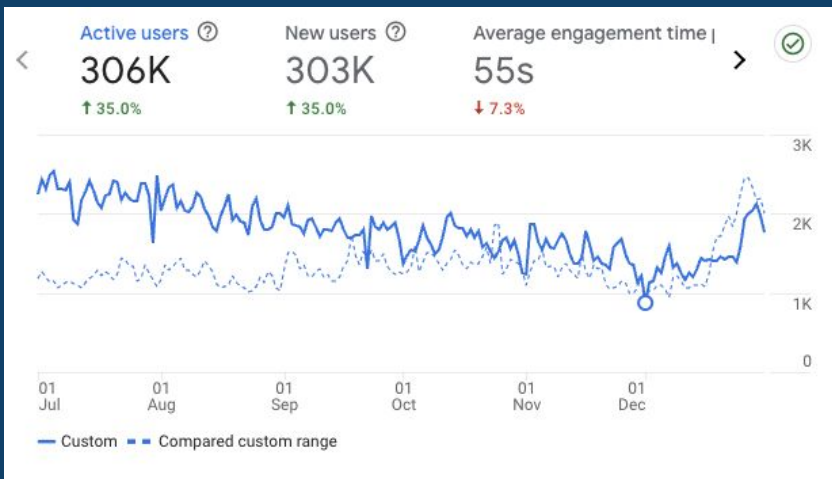 Active users New users Average engagement time
306K 303K 55s
↑ 35.0% ↑ 35.0% ↓ 7.3%
3K
2K
1K
0
01 01 01 01 01 01
Jul Aug Sep Oct Nov Dec
Custom Compared custom range